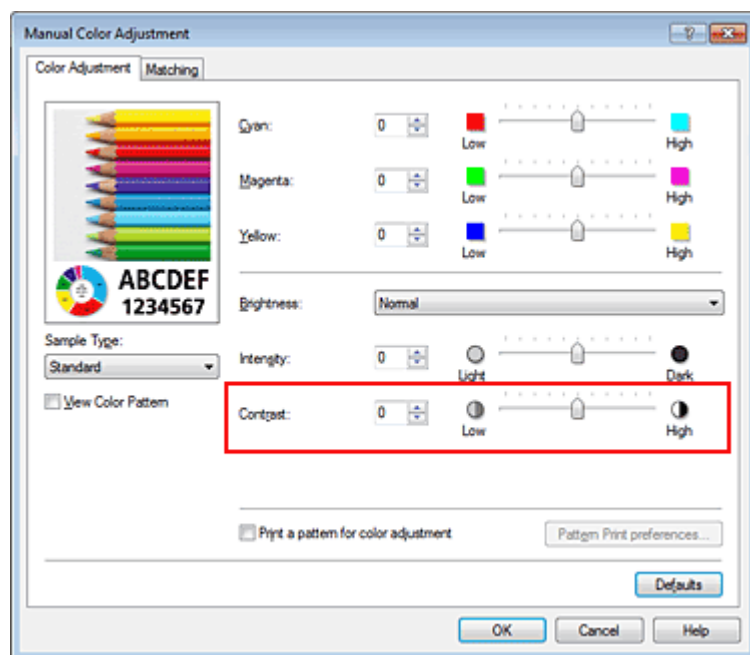 Manual Color Adjustment
Color Adjustment Matching
Cyan: 0 Low High
Magenta: 0 Low High
Yellow: 0 Low High
ABCDEF
1234567
Brightness: Normal
Sample Type:
Standard
Intensity: 0 Light Dark
View Color Pattern
Contrast: 0 Low High
Print a pattern for color adjustment Pattern Print preferences...
Defaults
OK Cancel Help